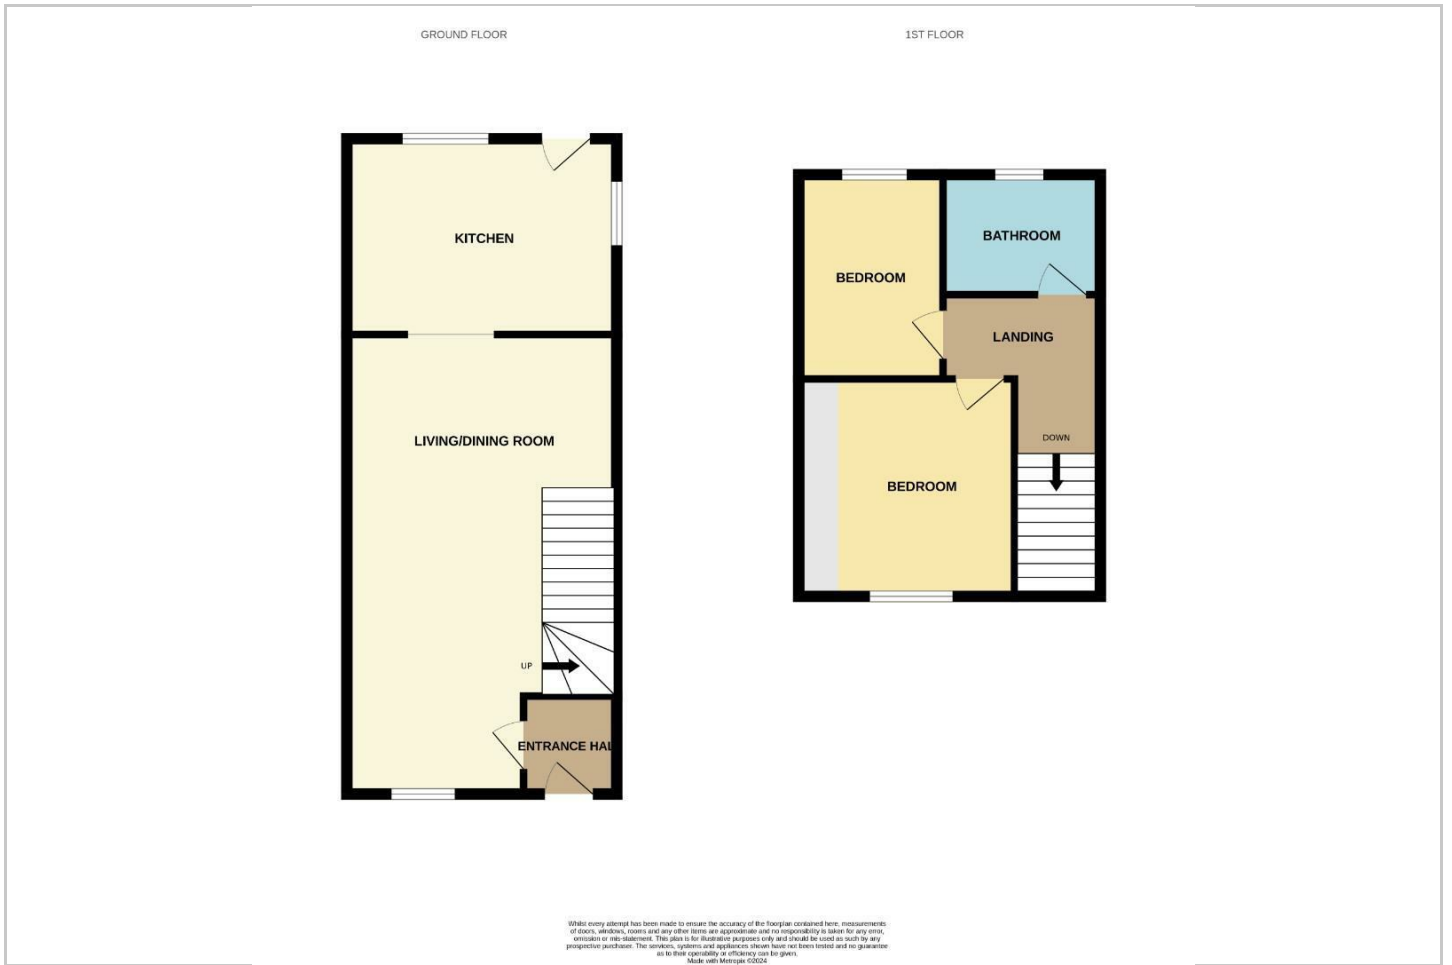 GROUND FLOOR
1ST FLOOR
KITCHEN
LIVING/DINING ROOM
UP
ENTRANCE HAL
BEDROOM
BATHROOM
LANDING
DOWN
BEDROOM
Whilst every attempt has been made to ensure the accuracy of the floorplan contained here, measurements
of doors, windows, rooms and any other items are approximate and no responsibility is taken for any error,
omission or mis-statement. This plan is for illustrative purposes only and should be used as such by any
prospective purchaser. The services, systems and appliances shown have not been tested and no guarantee
as to their operability or efficiency can be given.
Made with Metropix ©2024